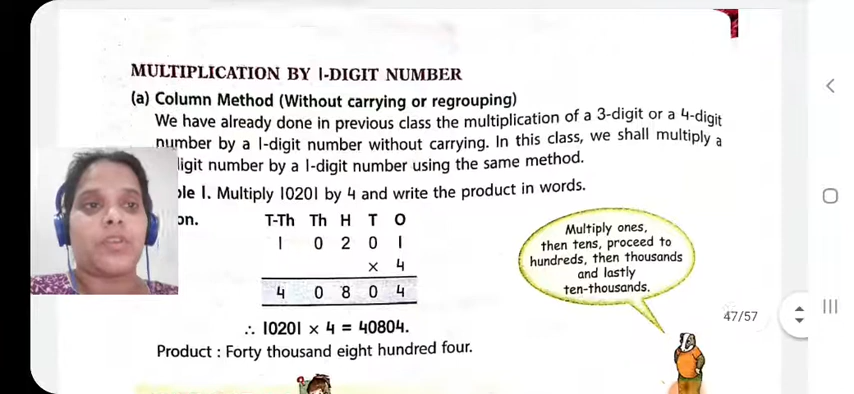 MULTIPLICATION BY 1-DIGIT NUMBER
(a) Column Method (Without carrying or regrouping)
We have already done in previous class the multiplication of a 3-digit or a 4-digit
number by a 1-digit number without carrying. In this class, we shall multiply a
igit number by a 1-digit number using the same method.
ble 1. Multiply 10201 by 4 and write the product in words.
on.
T-Th Th H T O
1 0 2 0 1
× 4
4 0 8 0 4
∴ 10201 × 4 = 40804.
Product : Forty thousand eight hundred four.
Multiply ones,
then tens, proceed to
hundreds, then thousands
and lastly
ten-thousands.
47/57